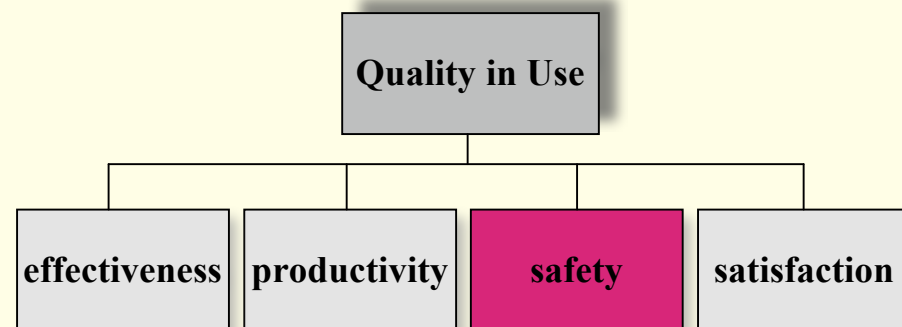 Quality in Use
effectiveness
productivity
safety
satisfaction